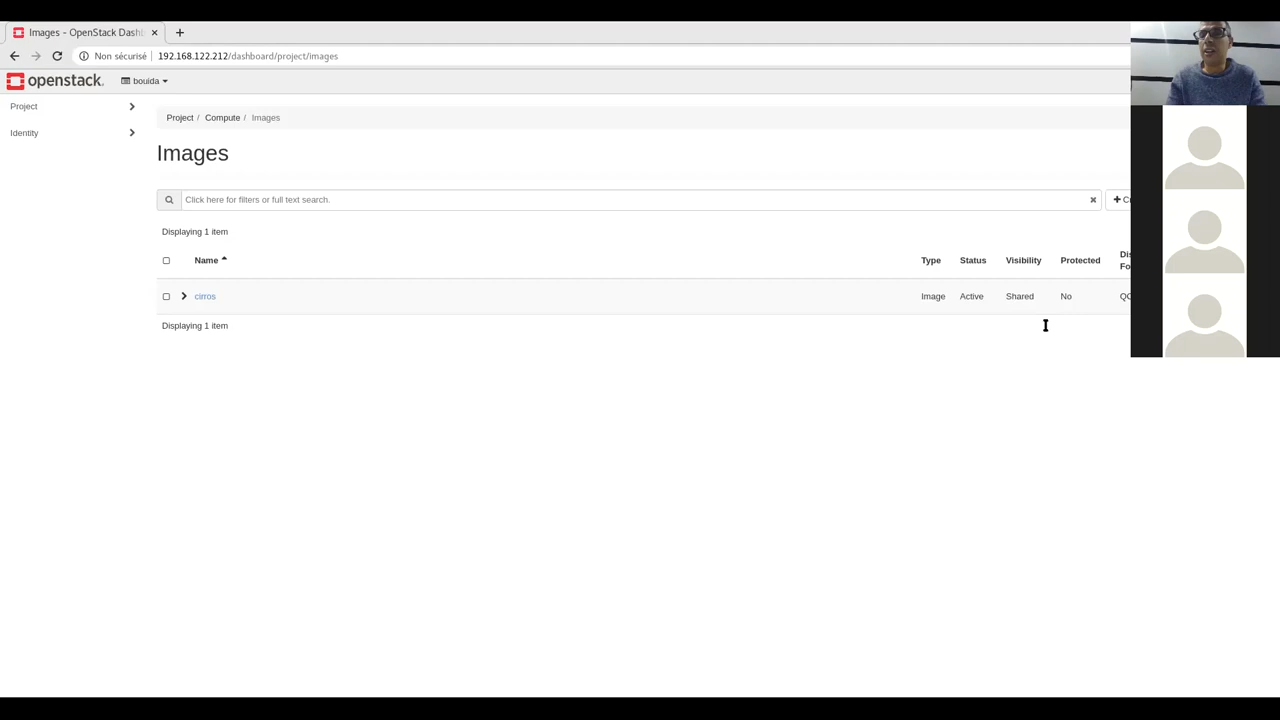 Images - OpenStack Dash
Non sécurisé 192.168.122.212/dashboard/project/images
openstack. bouida
Project
Identity
Project / Compute / Images
Images
Click here for filters or full text search.
Displaying 1 item
Name Type Status Visibility Protected
cirros Image Active Shared No
Displaying 1 item